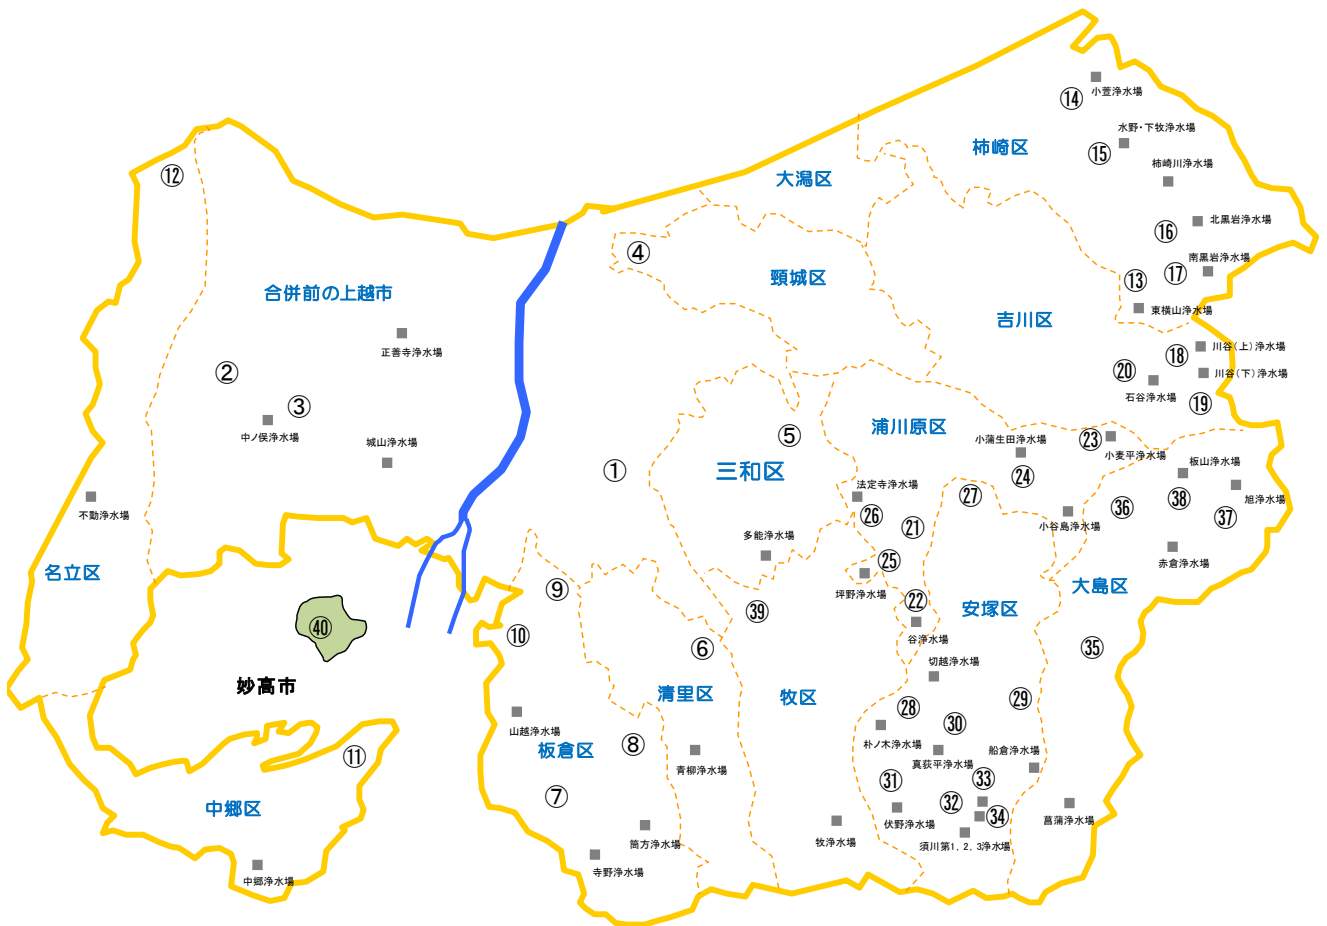 ⑭
小萱浄水場
水野・下牧浄水場
柿崎区
⑮
柿崎川浄水場
⑫
大潟区
北黒岩浄水場
⑯
④
南黒岩浄水場
頸城区
⑰
⑬
合併前の上越市
東横山浄水場
吉川区
正善寺浄水場
川谷(上)浄水場
⑱
②
⑳
川谷(下)浄水場
石谷浄水場
③
⑲
中ノ俣浄水場
浦川原区
⑤
小蒲生田浄水場
㉓
小麦平浄水場
城山浄水場
①
三和区
板山浄水場
㉔
法定寺浄水場
㉗
㊳
旭浄水場
不動浄水場
㉖
小谷島浄水場
㊱
㊲
㉑
多能浄水場
赤倉浄水場
名立区
㉕
坪野浄水場
⑨
大島区
㊴
㉒
安塚区
⑩
㊵
谷浄水場
⑥
㉟
切越浄水場
妙高市
清里区
牧区
㉙
㉘
山越浄水場
㉚
朴ノ木浄水場
板倉区
⑧
船倉浄水場
⑪
青柳浄水場
真荻平浄水場
㉛
㉝
⑦
㉜
中郷区
菖蒲浄水場
㉞
伏野浄水場
牧浄水場
須川第1, 2, 3浄水場
筒方浄水場
寺野浄水場
中郷浄水場